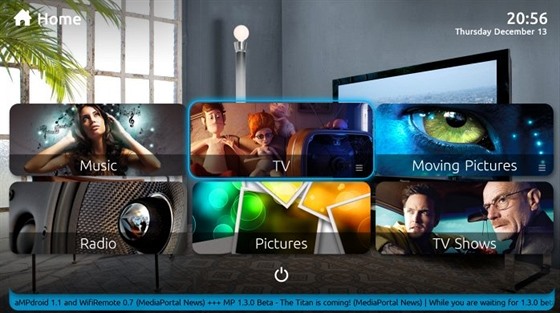 Home
20:56
Thursday December 13
Music
TV
Moving Pictures
Radio
Pictures
TV Shows
aMPdroid 1.1 and WifiRemote 0.7 (MediaPortal News) +++ MP 1.3.0 Beta - The Titan is coming! (MediaPortal News) | While you are waiting for 1.3.0 bet